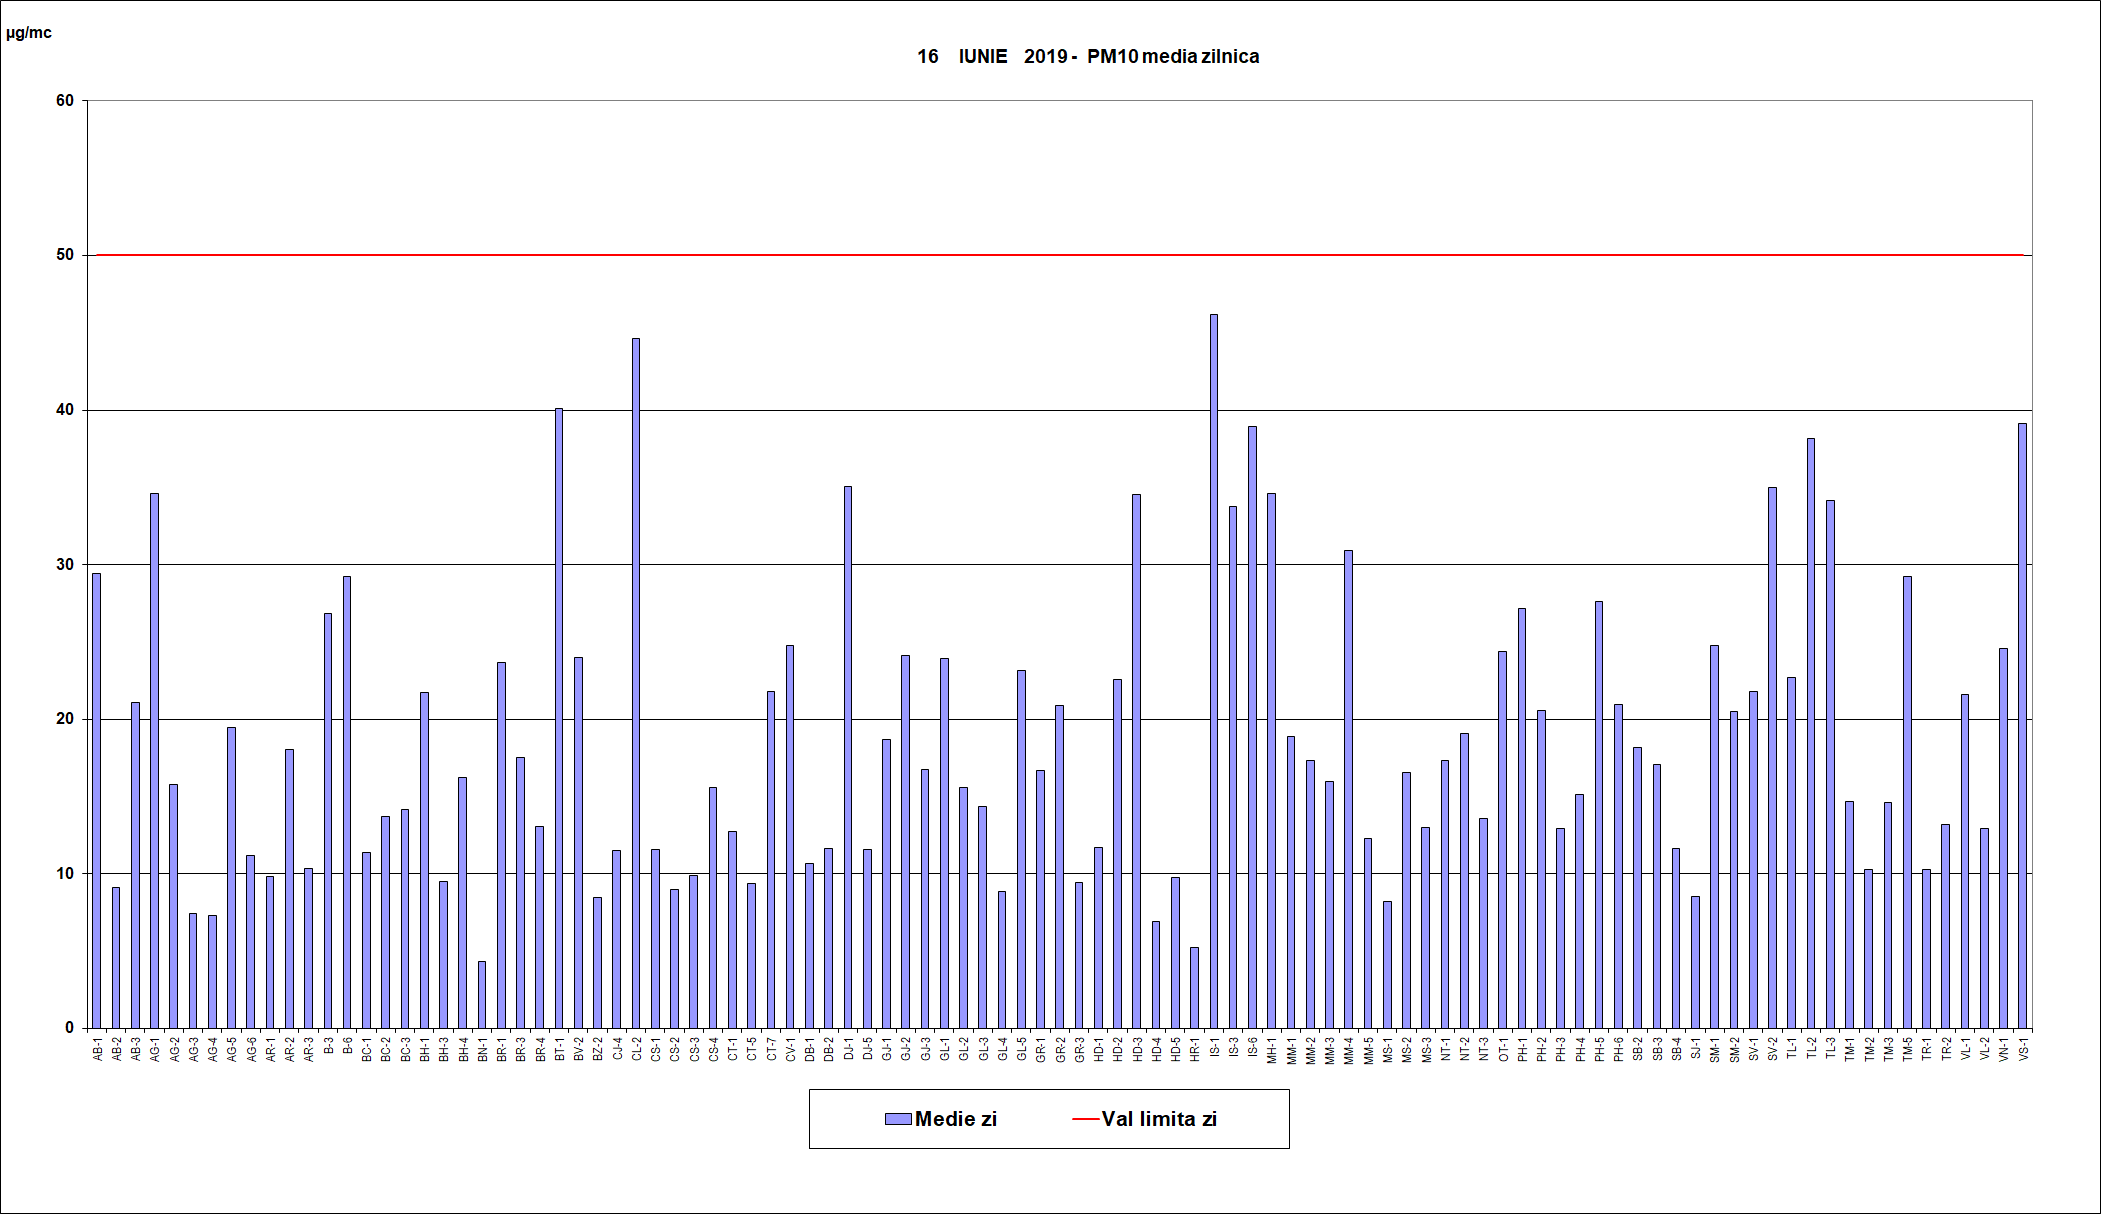 µg/mc
16 IUNIE 2019 - PM10 media zilnica
60
50
40
30
20
10
0
AB-1 AB-2 AB-3 AG-1 AG-2 AG-3 AG-4 AG-5 AG-6 AR-1 AR-2 AR-3 B-3 B-6 BC-1 BC-2 BC-3 BH-1 BH-3 BH-4 BN-1 BR-1 BR-3 BR-4 BT-1 BV-2 BZ-2 CJ-4 CL-2 CS-1 CS-2 CS-3 CS-4 CT-1 CT-5 CT-7 CV-1 DB-1 DB-2 DJ-1 DJ-5 GJ-1 GJ-2 GJ-3 GL-1 GL-2 GL-3 GL-4 GL-5 GR-1 GR-2 GR-3 HD-1 HD-2 HD-3 HD-4 HD-5 HR-1 IS-1 IS-3 IS-6 MH-1 MM-1 MM-2 MM-3 MM-4 MM-5 MS-1 MS-2 MS-3 NT-1 NT-2 NT-3 OT-1 PH-1 PH-2 PH-3 PH-4 PH-5 PH-6 SB-2 SB-3 SB-4 SJ-1 SM-1 SM-2 SV-1 SV-2 TL-1 TL-2 TL-3 TM-1 TM-2 TM-3 TM-5 TR-1 TR-2 VL-1 VL-2 VN-1 VS-1
Medie zi Val limita zi